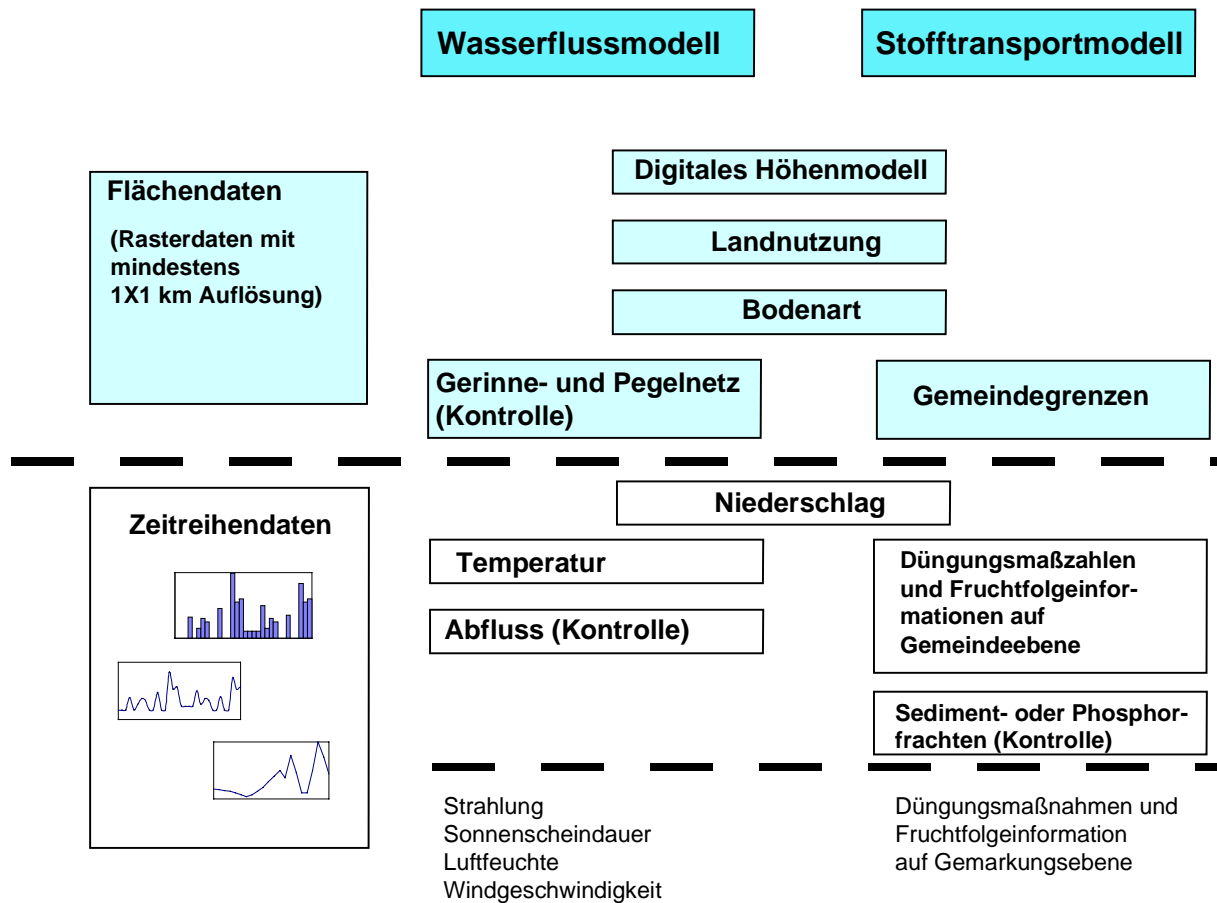 Wasserflussmodell
Stofftransportmodell
Flächendaten
(Rasterdaten mit
mindestens
1X1 km Auflösung)
Digitales Höhenmodell
Landnutzung
Bodenart
Gerinne- und Pegelnetz
(Kontrolle)
Gemeindegrenzen
Zeitreihendaten
Niederschlag
Temperatur
Abfluss (Kontrolle)
Düngungsmaßzahlen
und Fruchtfolgeinfor-
mationen auf
Gemeindeebene
Sediment- oder Phosphor-
frachten (Kontrolle)
Strahlung
Sonnenscheindauer
Luftfeuchte
Windgeschwindigkeit
Düngungsmaßnahmen und
Fruchtfolgeinformation
auf Gemarkungsebene